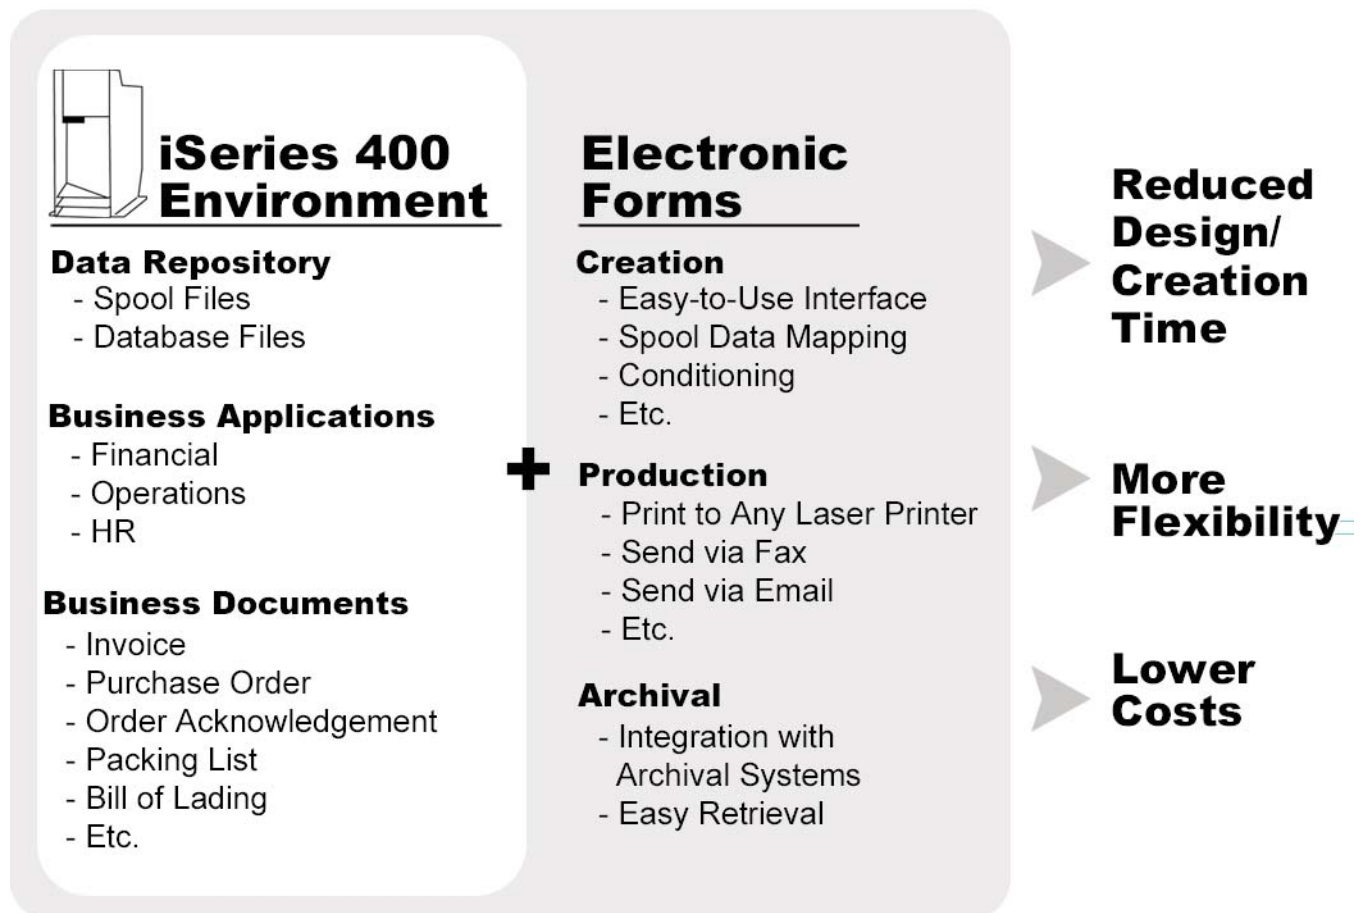 iSeries 400
Environment
Data Repository
- Spool Files
- Database Files
Business Applications
- Financial
- Operations
- HR
Business Documents
- Invoice
- Purchase Order
- Order Acknowledgement
- Packing List
- Bill of Lading
- Etc.
+
Electronic
Forms
Creation
- Easy-to-Use Interface
- Spool Data Mapping
- Conditioning
- Etc.
Production
- Print to Any Laser Printer
- Send via Fax
- Send via Email
- Etc.
Archival
- Integration with
Archival Systems
- Easy Retrieval
Reduced
Design/
Creation
Time
More
Flexibility
Lower
Costs